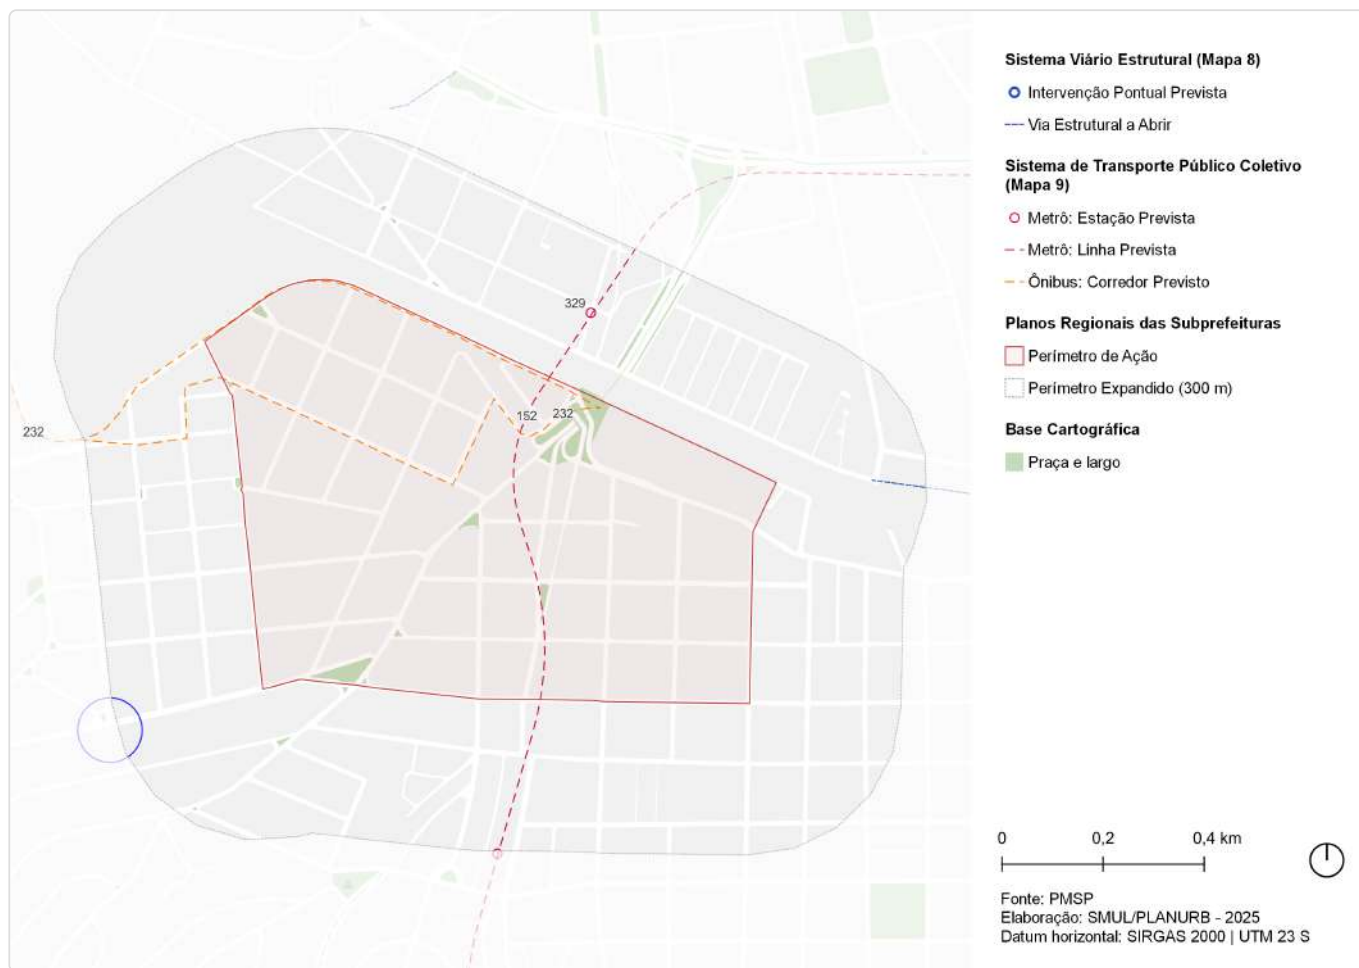 329
152
232
232
Sistema Viário Estrutural (Mapa 8)
Intervenção Pontual Prevista
Via Estrutural a Abrir
Sistema de Transporte Público Coletivo
(Mapa 9)
Metrô: Estação Prevista
Metrô: Linha Prevista
Ônibus: Corredor Previsto
Planos Regionais das Subprefeituras
Perímetro de Ação
Perímetro Expandido (300 m)
Base Cartográfica
Praça e largo
0 0,2 0,4 km
Fonte: PMSP
Elaboração: SMUL/PLANURB - 2025
Datum horizontal: SIRGAS 2000 | UTM 23 S